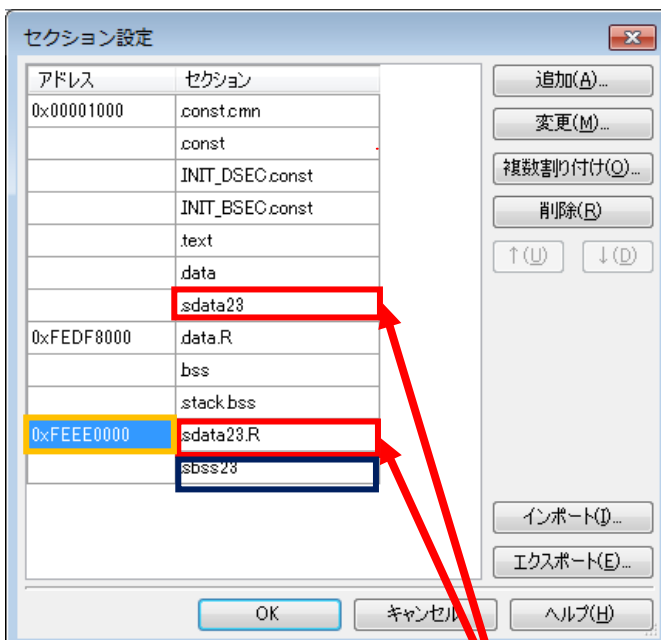 セクション設定
アドレス セクション
0x00001000 .const.cmn
.const
INIT_DSEC.const
INIT_BSEC.const
.text
.data
.sdata23
0xFEDF8000 .data.R
.bss
.stack.bss
0xFEEE0000 .sdata23.R
.sbss23
追加(A)...
変更(M)...
複数割り付け(O)...
削除(R)
↑(U) ↓(D)
インポート(I)...
エクスポート(E)...
OK キャンセル ヘルプ(H)